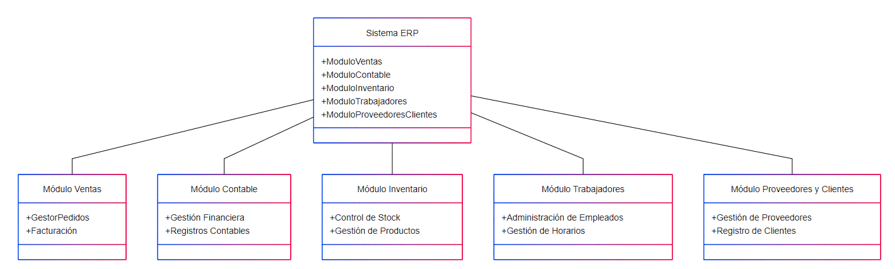 Sistema ERP
+ModuloVentas
+ModuloContable
+ModuloInventario
+ModuloTrabajadores
+ModuloProveedoresClientes
Módulo Ventas
+GestorPedidos
+Facturación
Módulo Contable
+Gestión Financiera
+Registros Contables
Módulo Inventario
+Control de Stock
+Gestión de Productos
Módulo Trabajadores
+Administración de Empleados
+Gestión de Horarios
Módulo Proveedores y Clientes
+Gestión de Proveedores
+Registro de Clientes